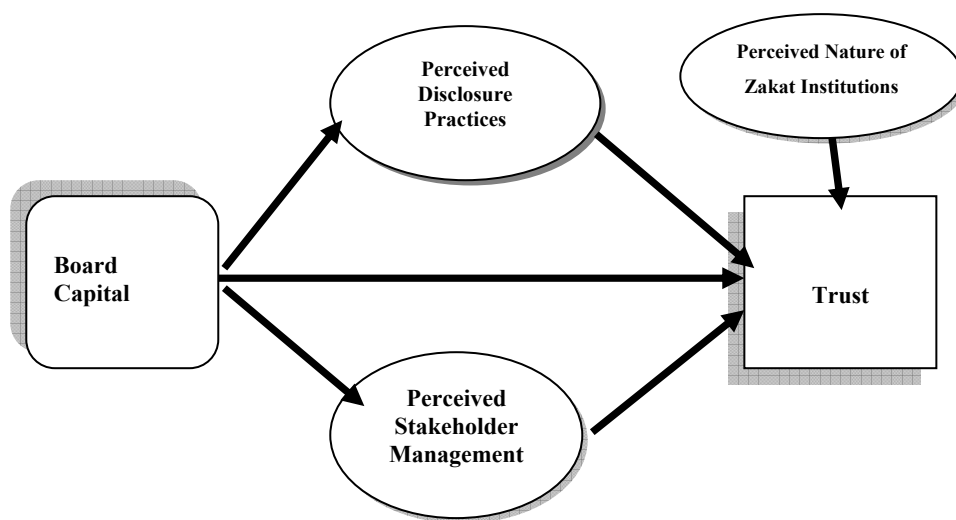 Perceived
Disclosure
Practices
Perceived Nature of
Zakat Institutions
Board
Capital
Trust
Perceived
Stakeholder
Management